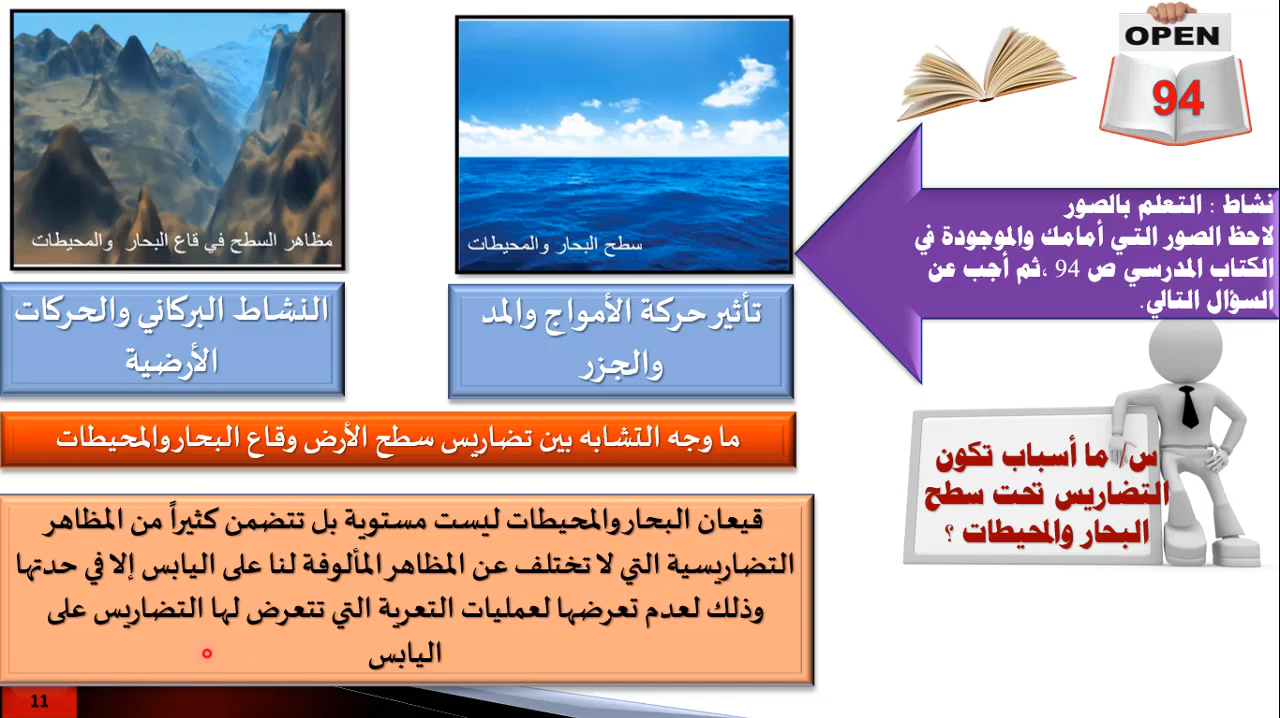 OPEN
94
نشاط : التعلم بالصور
لاحظ الصور التي أمامك والموجودة في
الكتاب المدرسي ص 94 ،ثم أجب عن
السؤال التالي.
سطح البحار والمحيطات
مظاهر السطح في قاع البحار والمحيطات
تأثير حركة الأمواج والمد
والجزر
النشاط البركاني والحركات
الأرضية
س/ ما أسباب تكون
التضاريس تحت سطح
البحار والمحيطات ؟
ما وجه التشابه بين تضاريس سطح الأرض وقاع البحار والمحيطات
قيعان البحار والمحيطات ليست مستوية بل تتضمن كثيراً من المظاهر
التضاريسية التي لا تختلف عن المظاهر المألوفة لنا على اليابس إلا في حدتها
وذلك لعدم تعرضها لعمليات التعرية التي تتعرض لها التضاريس على
اليابس
11